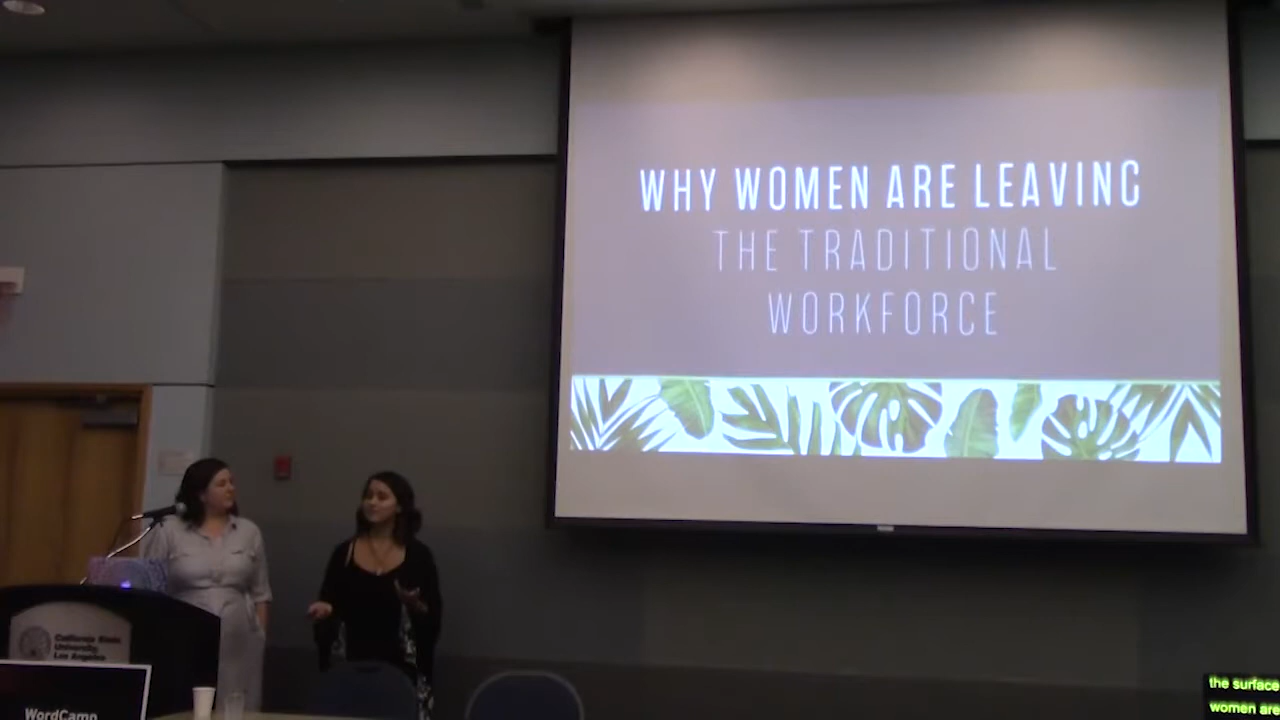 WHY WOMEN ARE LEAVING
THE TRADITIONAL
WORKFORCE
California State
University,
Los Angeles
WordCamp
the surface
women are